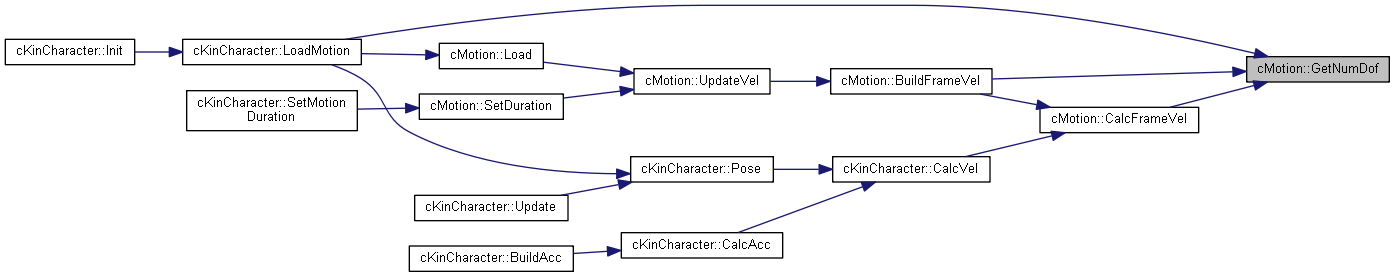 cKinCharacter::Init
cKinCharacter::LoadMotion
cMotion::Load
cMotion::GetNumDof
cMotion::UpdateVel
cMotion::BuildFrameVel
cKinCharacter::SetMotion
Duration
cMotion::SetDuration
cMotion::CalcFrameVel
cKinCharacter::Pose
cKinCharacter::CalcVel
cKinCharacter::Update
cKinCharacter::CalcAcc
cKinCharacter::BuildAcc